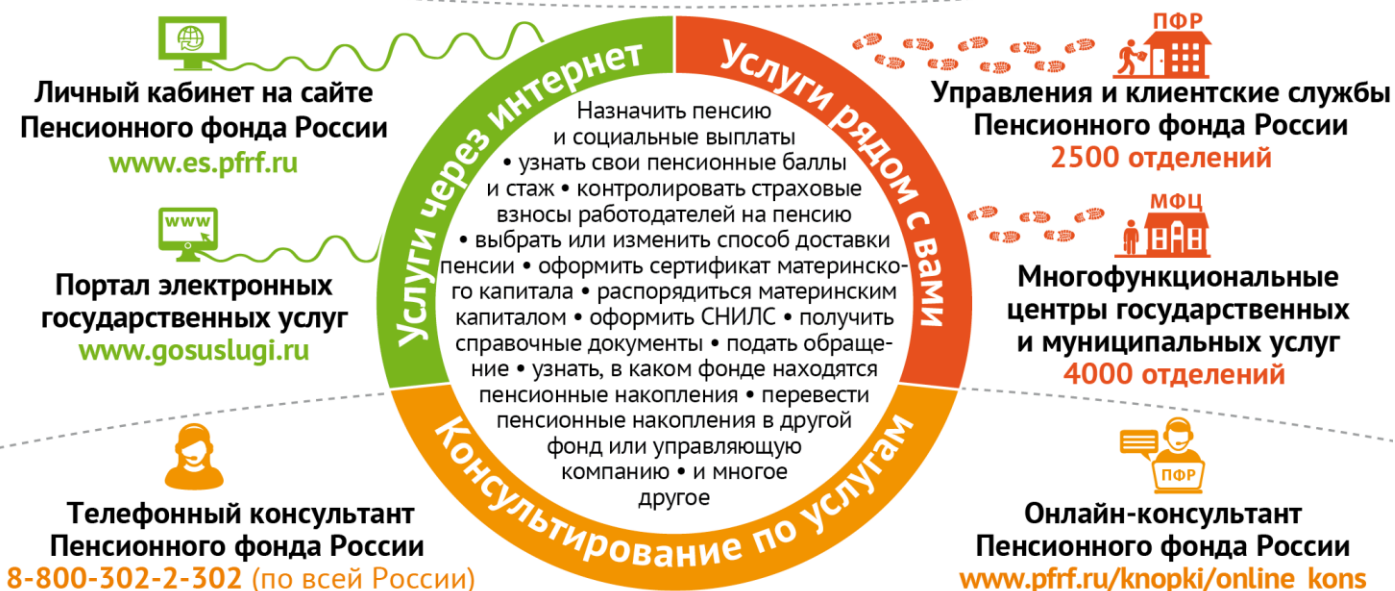 Услуги через интернет
www
Личный кабинет на сайте
Пенсионного фонда России
www.es.pfrf.ru
www
Портал электронных
государственных услуг
www.gosuslugi.ru
Услуги рядом с вами
ПФР
Управления и клиентские службы
Пенсионного фонда России
2500 отделений
МФЦ
Многофункциональные
центры государственных
и муниципальных услуг
4000 отделений
Назначить пенсию
и социальные выплаты
• узнать свои пенсионные баллы
и стаж • контролировать страховые
взносы работодателей на пенсию
• выбрать или изменить способ доставки
пенсии • оформить сертификат материнско-
го капитала • распорядиться материнским
капиталом • оформить СНИЛС • получить
справочные документы • подать обраще-
ние • узнать, в каком фонде находятся
пенсионные накопления • перевести
пенсионные накопления в другой
фонд или управляющую
компанию • и многое
другое
Консультирование по услугам
Телефонный консультант
Пенсионного фонда России
8-800-302-2-302 (по всей России)
ПФР
Онлайн-консультант
Пенсионного фонда России
www.pfrf.ru/knopki/online_kons